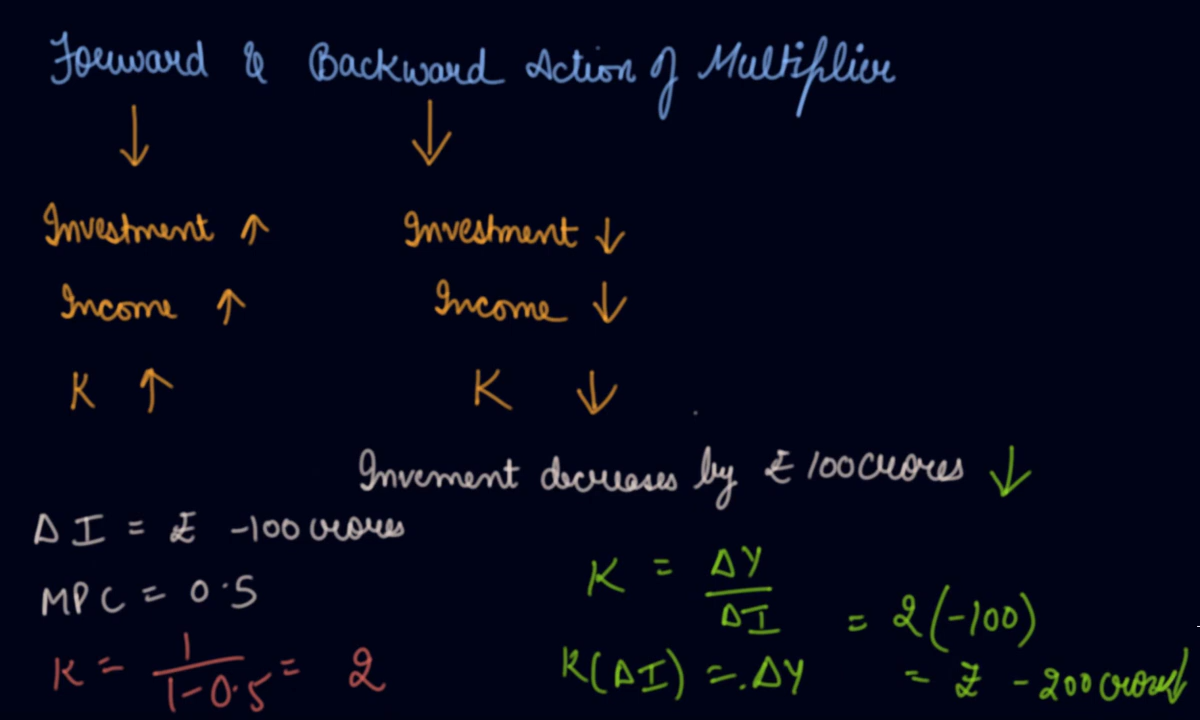 Forward & Backward Action of Multiplier
↓ ↓
Investment ↑ Investment ↓
Income ↑ Income ↓
K ↑ K ↓
Invement decreases by ₹ 100 crores ↓
Δ I = ₹ -100 crores
MPC = 0.5
K = 1/(1-0.5) = 2
K = ΔY/ΔI
K(ΔI) = ΔY
= 2(-100)
= ₹ -200 crores ↓